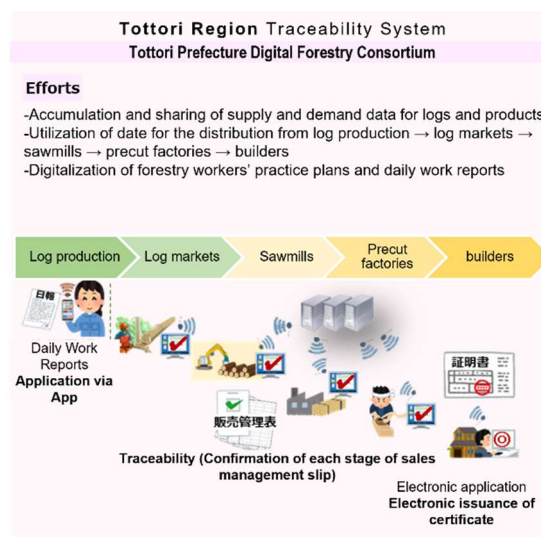 Tottori Region Traceability System
Tottori Prefecture Digital Forestry Consortium
Efforts
-Accumulation and sharing of supply and demand data for logs and products
-Utilization of date for the distribution from log production → log markets →
sawmills → precut factories → builders
-Digitalization of forestry workers' practice plans and daily work reports
Log production
Log markets
Sawmills
Precut
factories
builders
日報
Daily Work
Reports
Application via
App
販売管理表
証明書
Traceability (Confirmation of each stage of sales
management slip)
Electronic application
Electronic issuance of
certificate